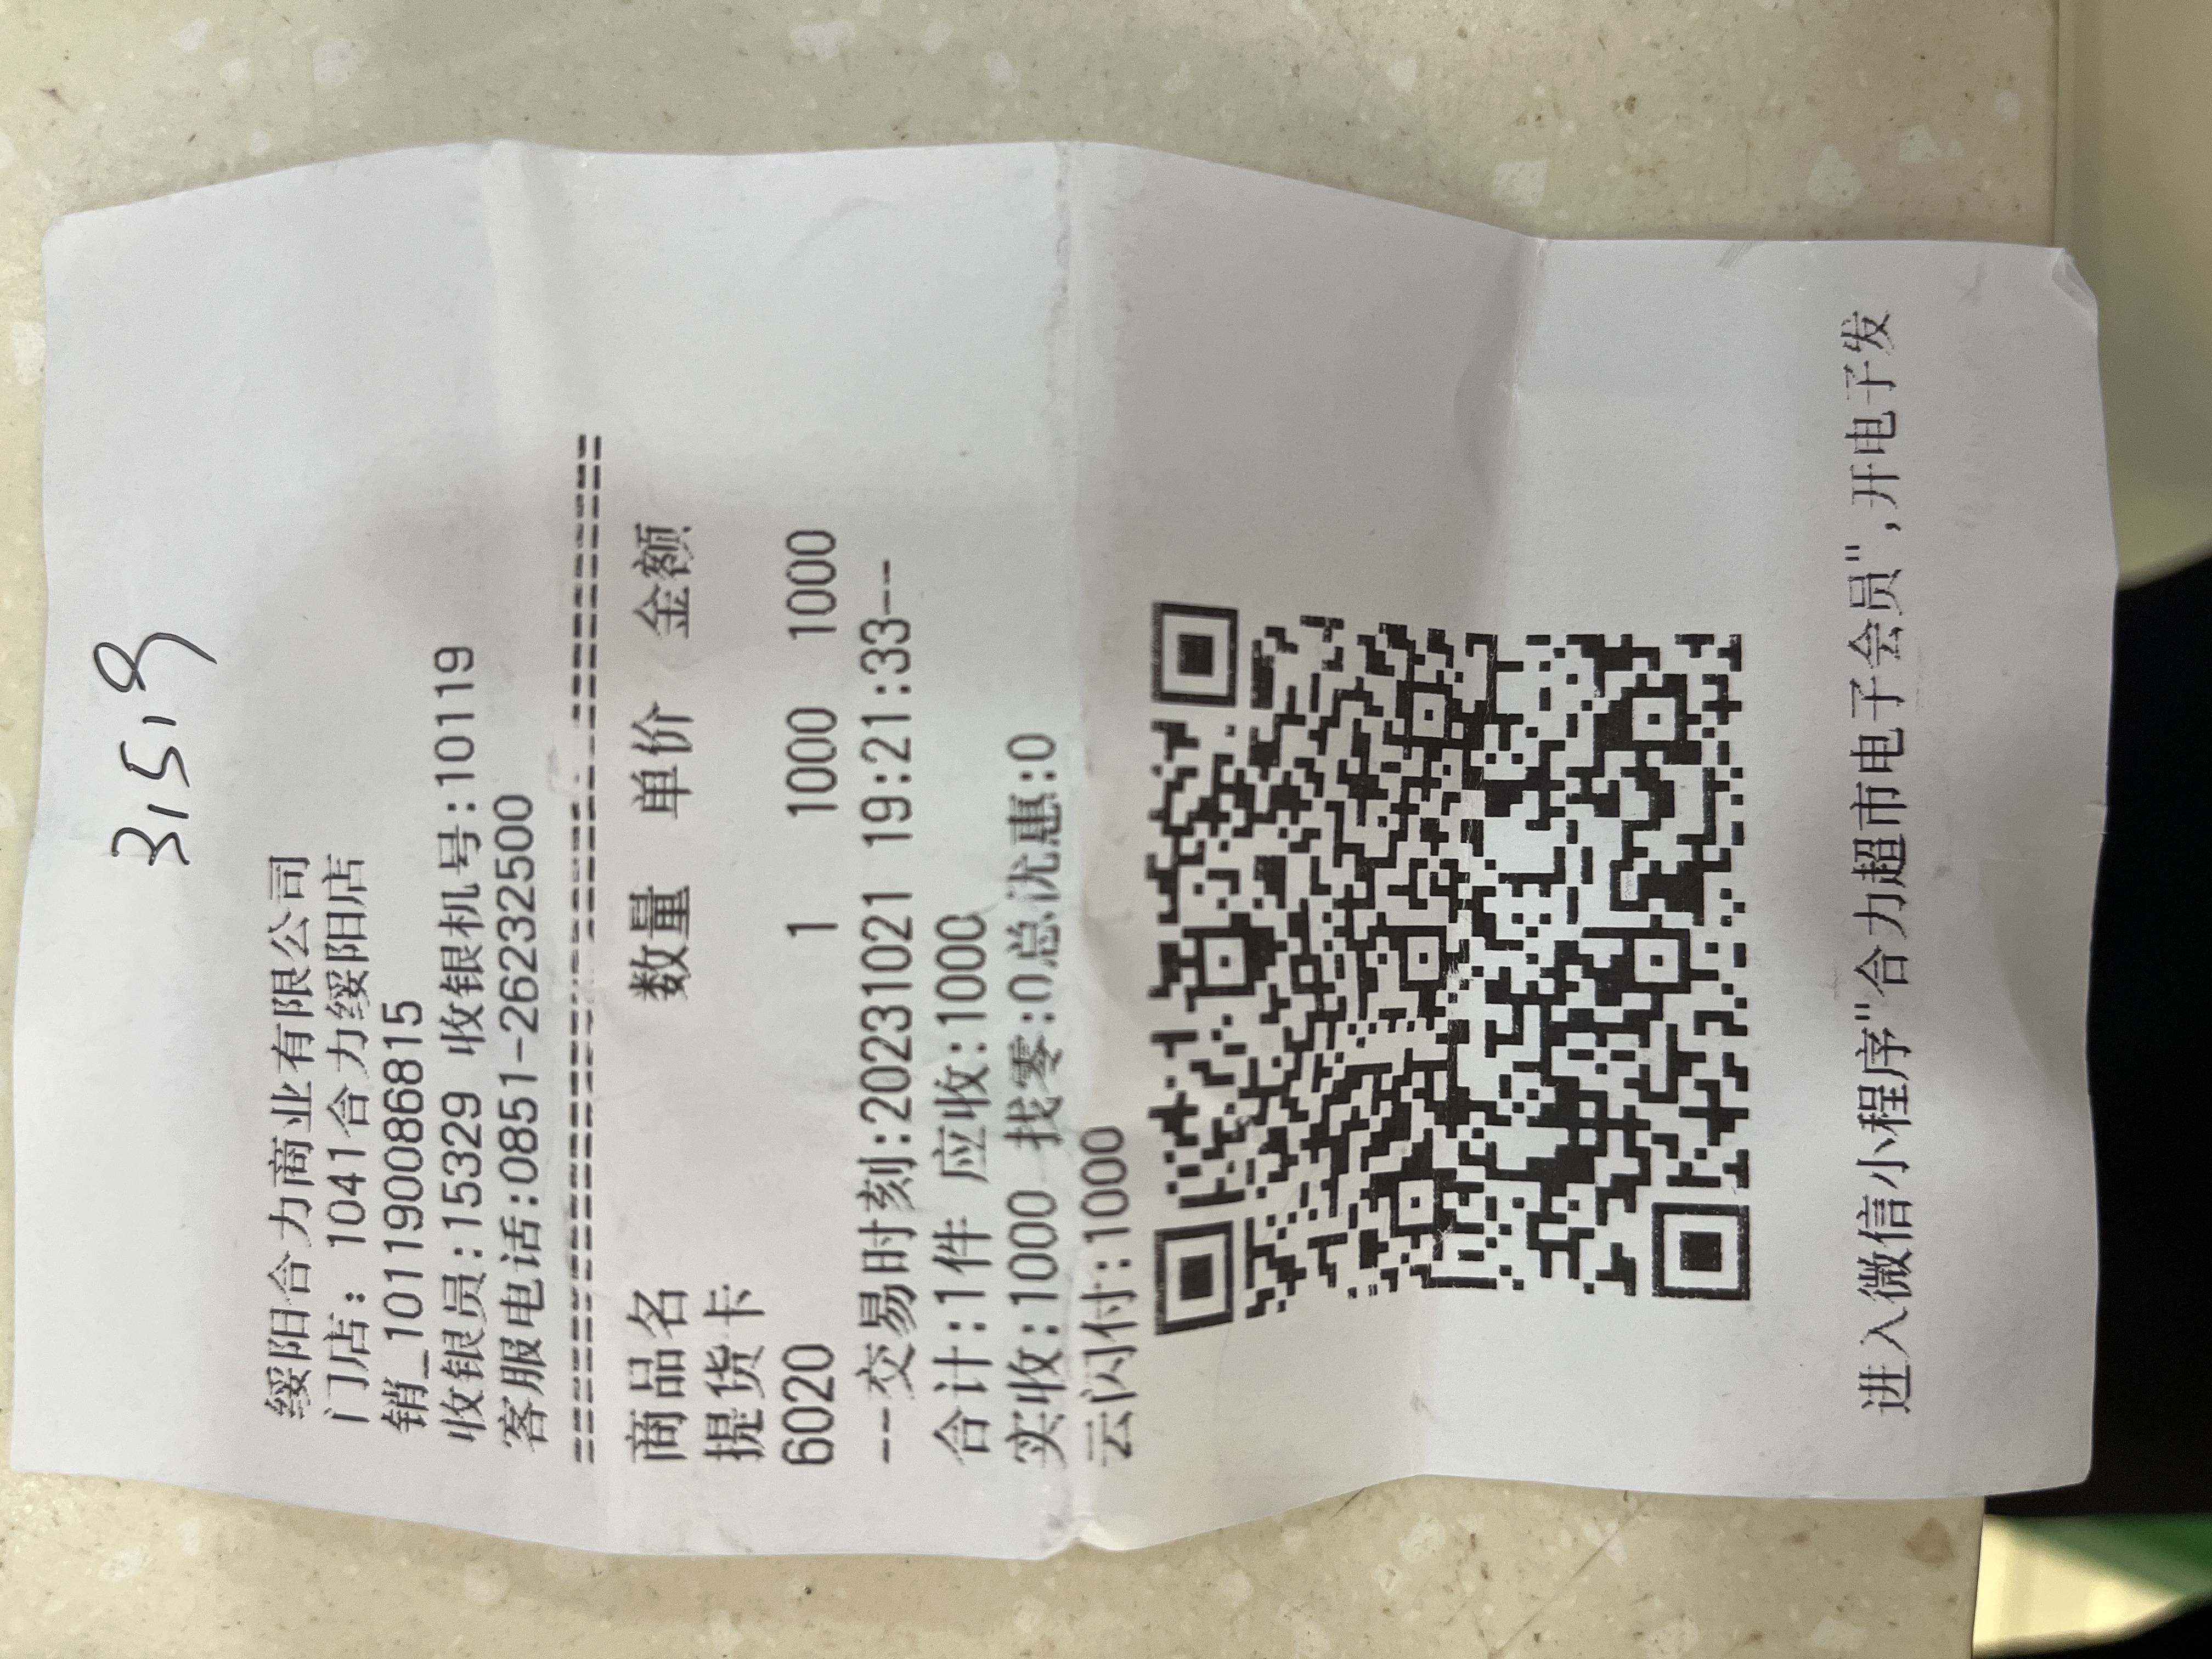 3159
绥阳合力商业有限公司
门店：1041合力绥阳店
销_101190086815
收银员:15329 收银机号:10119
客服电话:0851-26232500
商品名 数量 单价 金额
提货卡
6020 1 1000 1000
--交易时刻:20231021 19:21:33--
合计:1件 应收:1000
实收:1000 找零:0总优惠:0
云闪付:1000
进入微信小程序"合力超市电子会员",开电子发